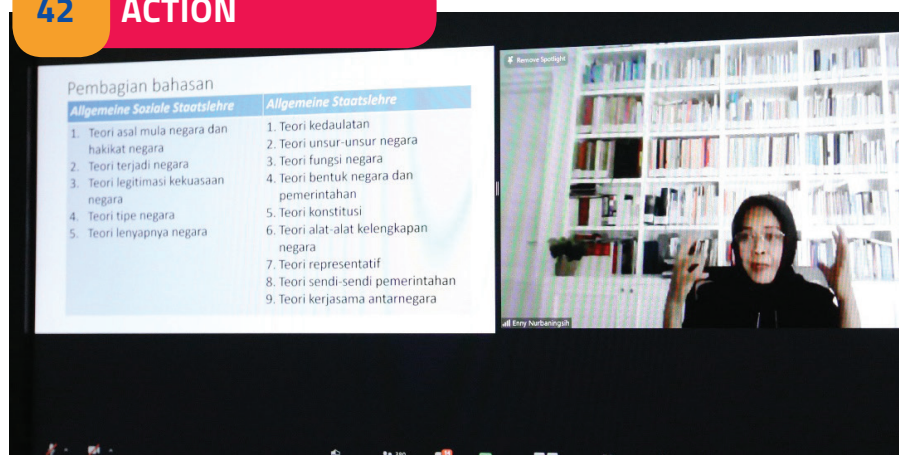 42 ACTION
Pembagian bahasan
Allgemeine Soziale Staatslehre
1. Teori asal mula negara dan
hakikat negara
2. Teori terjadi negara
3. Teori legitimasi kekuasaan
negara
4. Teori tipe negara
5. Teori lenyapnya negara
Allgemeine Staatslehre
1. Teori kedaulatan
2. Teori unsur-unsur negara
3. Teori fungsi negara
4. Teori bentuk negara dan
pemerintahan
5. Teori konstitusi
6. Teori alat-alat kelengkapan
negara
7. Teori representatif
8. Teori sendi-sendi pemerintahan
9. Teori kerjasama antarnegara
Remove Spotlight
Enny Nurbaningsih